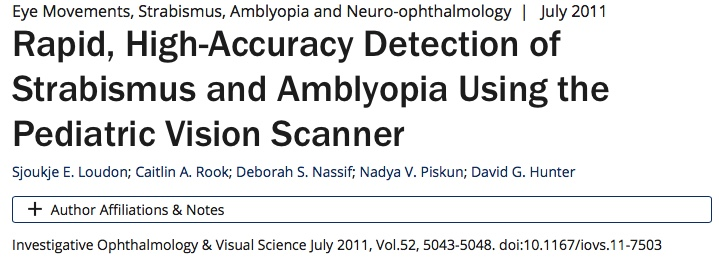 Eye Movements, Strabismus, Amblyopia and Neuro-ophthalmology | July 2011
Rapid, High-Accuracy Detection of
Strabismus and Amblyopia Using the
Pediatric Vision Scanner
Sjoukje E. Loudon; Caitlin A. Rook; Deborah S. Nassif; Nadya V. Piskun; David G. Hunter
+ Author Affiliations & Notes
Investigative Ophthalmology & Visual Science July 2011, Vol.52, 5043-5048. doi:10.1167/iovs.11-7503